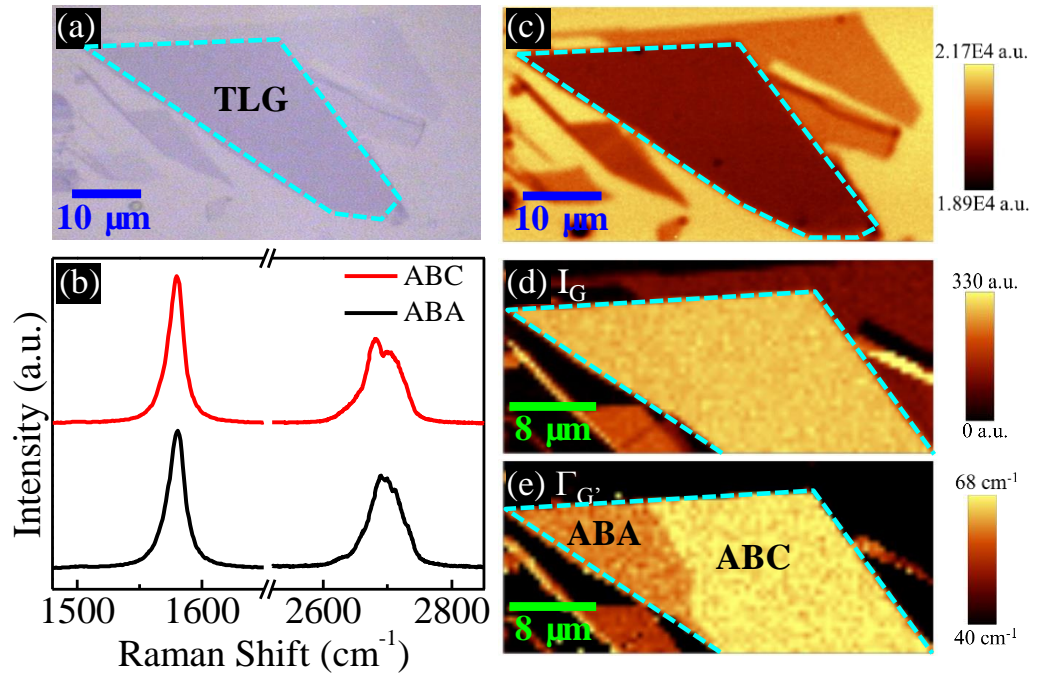 (a)
TLG
10 μm
(c)
10 μm
2.17E4 a.u.
1.89E4 a.u.
(b)
ABC
ABA
Intensity (a.u.)
1500 1600 2600 2800
Raman Shift (cm⁻¹)
(d) I_G
8 μm
330 a.u.
0 a.u.
(e) Γ_G'
ABA
ABC
8 μm
68 cm⁻¹
40 cm⁻¹